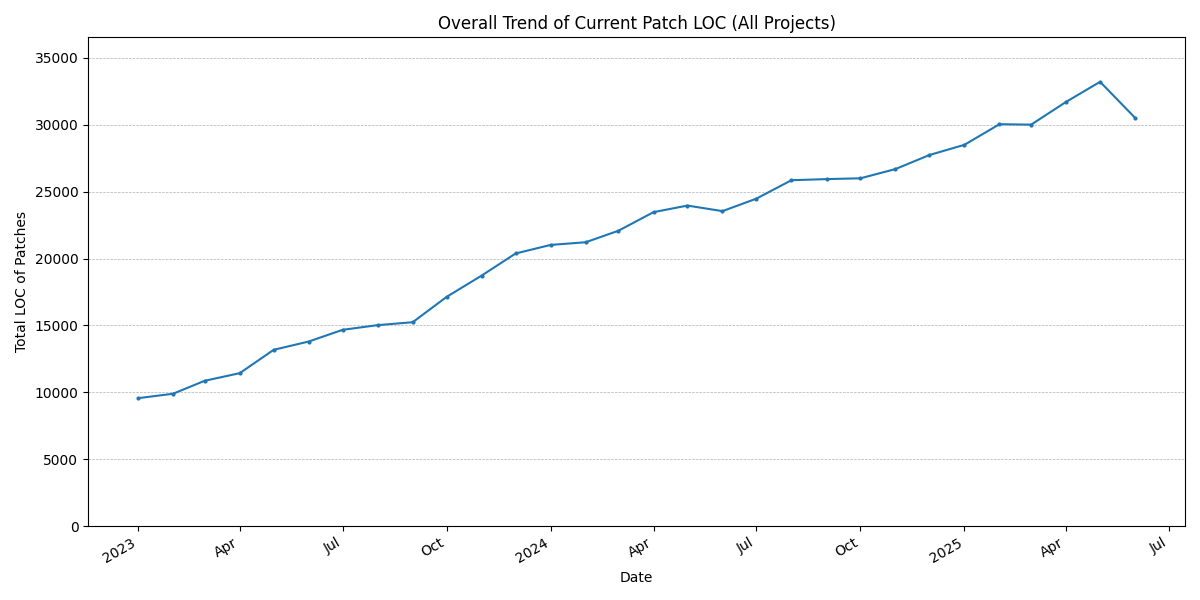 Overall Trend of Current Patch LOC (All Projects)
35000
30000
25000
20000
15000
10000
5000
0
Total LOC of Patches
2023
Apr
Jul
Oct
2024
Apr
Jul
Oct
2025
Apr
Jul
Date